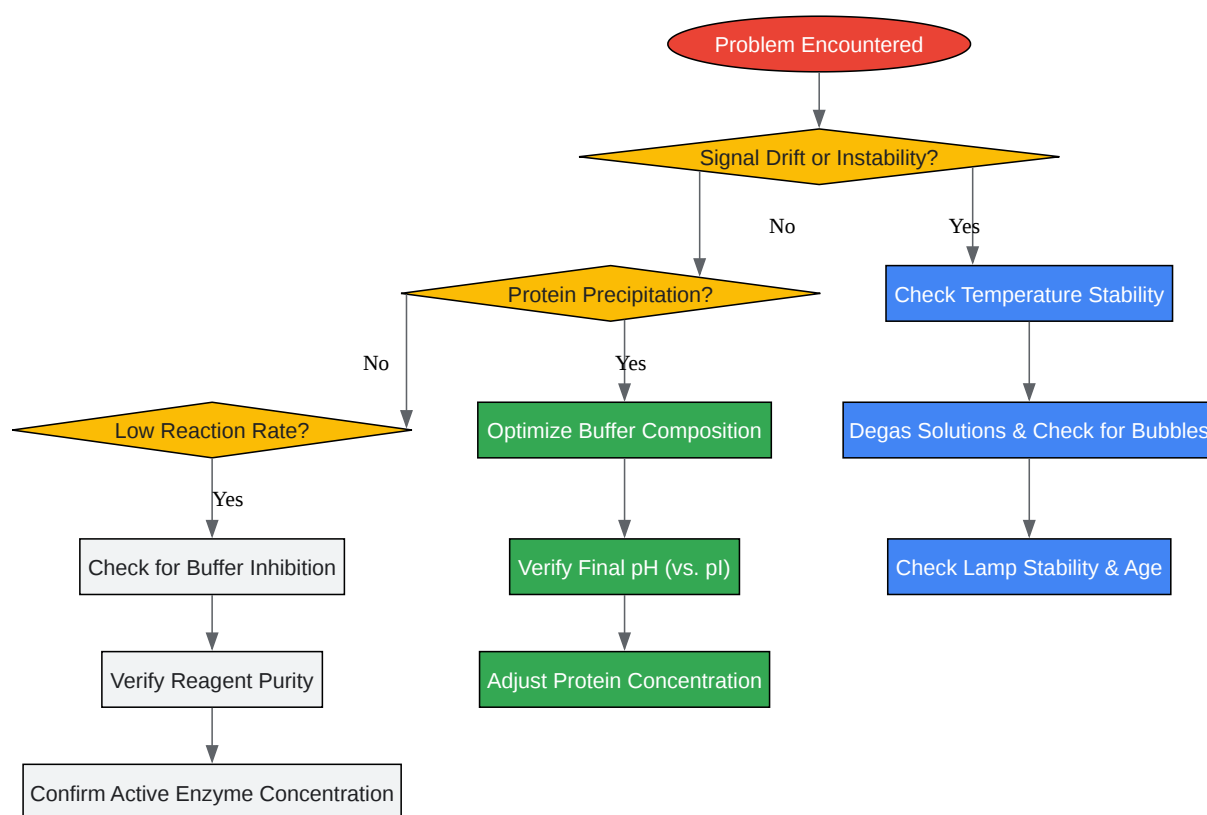 Problem Encountered
Signal Drift or Instability?
No
Yes
Protein Precipitation?
Check Temperature Stability
No
Yes
Low Reaction Rate?
Optimize Buffer Composition
Degas Solutions & Check for Bubbles
Yes
Check for Buffer Inhibition
Verify Final pH (vs. pI)
Check Lamp Stability & Age
Verify Reagent Purity
Adjust Protein Concentration
Confirm Active Enzyme Concentration